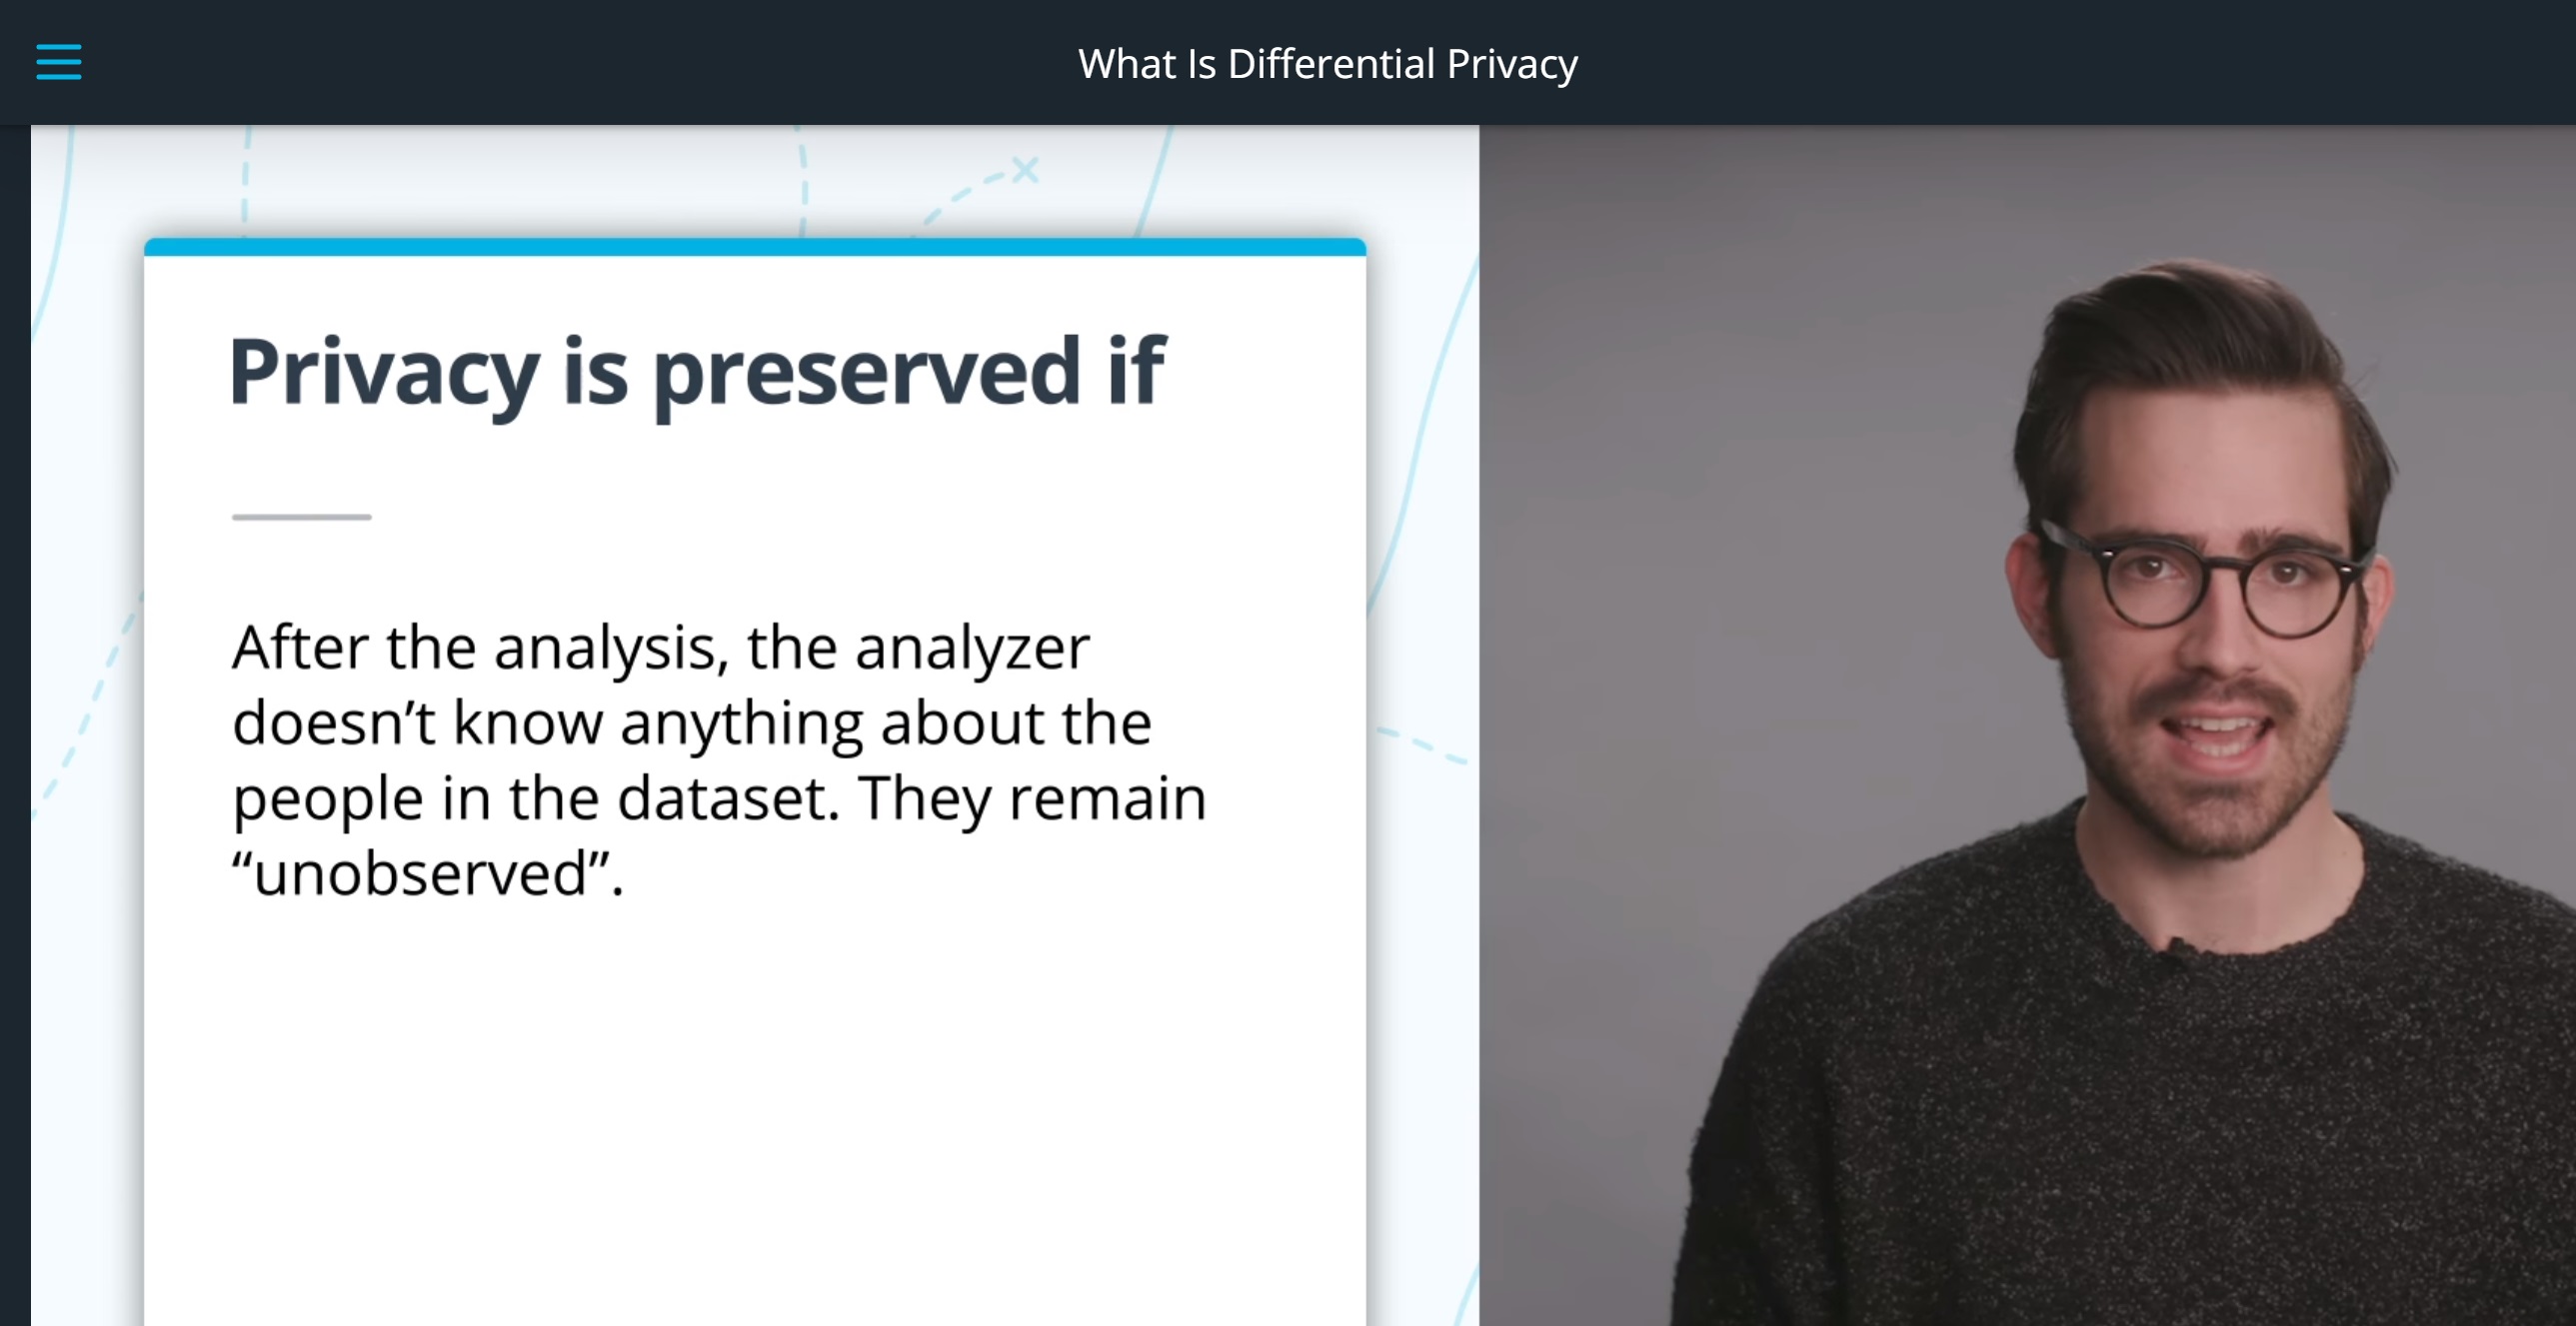 What Is Differential Privacy
Privacy is preserved if
After the analysis, the analyzer
doesn’t know anything about the
people in the dataset. They remain
“unobserved”.